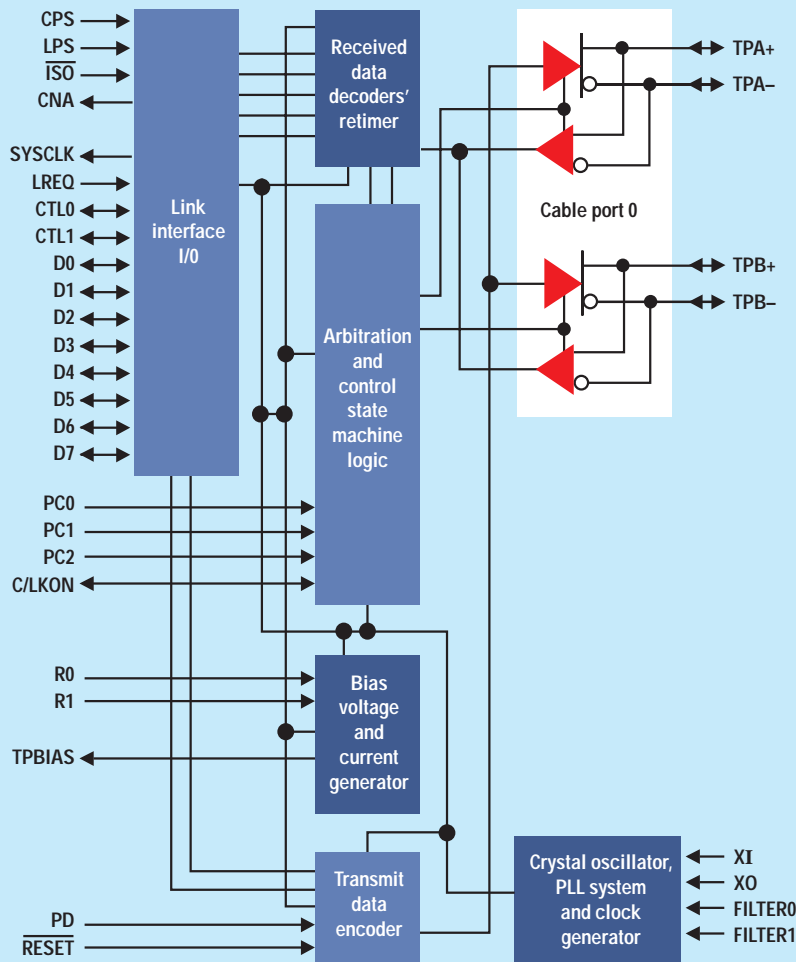 CPS
LPS
ISO
CNA
SYSCLK
LREQ
CTL0
CTL1
D0
D1
D2
D3
D4
D5
D6
D7
PC0
PC1
PC2
C/LKON
R0
R1
TPBIAS
PD
RESET
Link
interface
I/0
Received
data
decoders'
retimer
Arbitration
and
control
state
machine
logic
Bias
voltage
and
current
generator
Transmit
data
encoder
TPA+
TPA–
Cable port 0
TPB+
TPB–
Crystal oscillator,
PLL system
and clock
generator
XI
XO
FILTER0
FILTER1